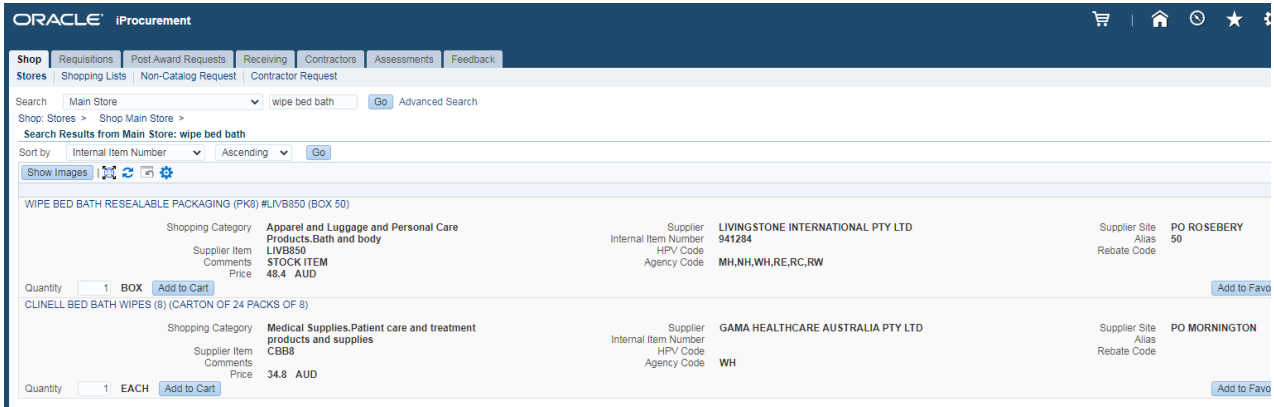 ORACLE iProcurement
Shop Requisitions Post Award Requests Receiving Contractors Assessments Feedback
Stores | Shopping Lists | Non-Catalog Request | Contractor Request
Search Main Store wipe bed bath Go Advanced Search
Shop: Stores > Shop Main Store >
Search Results from Main Store: wipe bed bath
Sort by Internal Item Number Ascending Go
Show Images
WIPE BED BATH RESEALABLE PACKAGING (PK8) #LIVB850 (BOX 50)
Shopping Category Apparel and Luggage and Personal Care Supplier LIVINGSTONE INTERNATIONAL PTY LTD Supplier Site PO ROSEBERY
Products.Bath and body Internal Item Number 941284 Alias 50
Supplier Item LIVB850 HPV Code Rebate Code
Comments STOCK ITEM Agency Code MH,NH,WH,RE,RC,RW
Price 48.4 AUD
Quantity 1 BOX Add to Cart Add to Favo
CLINELL BED BATH WIPES (8) (CARTON OF 24 PACKS OF 8)
Shopping Category Medical Supplies.Patient care and treatment Supplier GAMA HEALTHCARE AUSTRALIA PTY LTD Supplier Site PO MORNINGTON
products and supplies Internal Item Number Alias
Supplier Item CBB8 HPV Code Rebate Code
Comments Agency Code WH
Price 34.8 AUD
Quantity 1 EACH Add to Cart Add to Favo